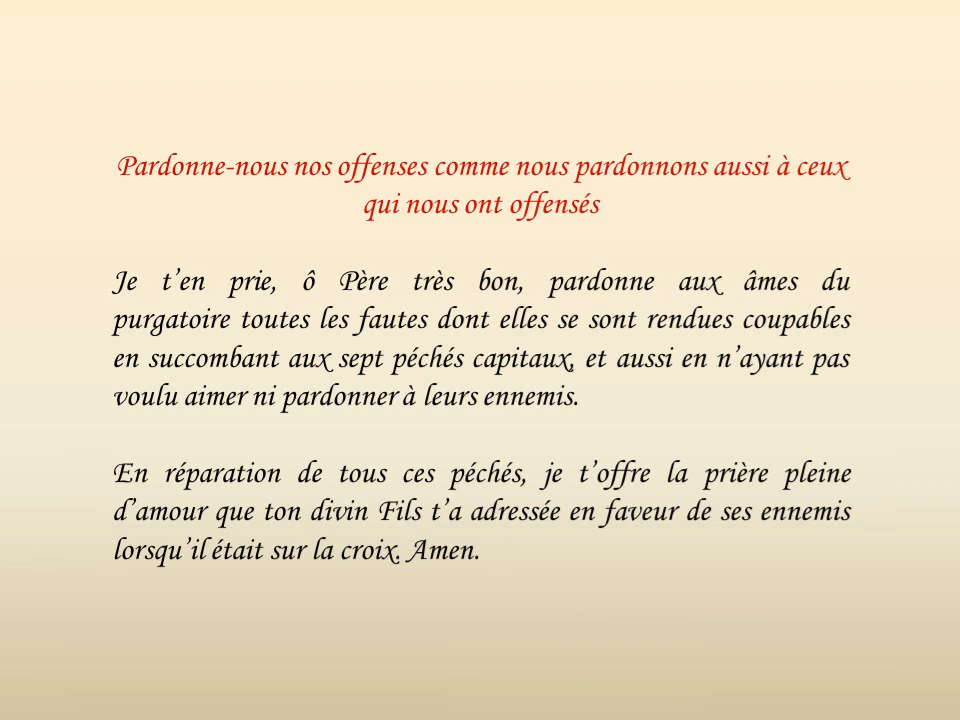 Pardonne-nous nos offenses comme nous pardonnons aussi à ceux
qui nous ont offensés
Je t’en prie, ô Père très bon, pardonne aux âmes du
purgatoire toutes les fautes dont elles se sont rendues coupables
en succombant aux sept péchés capitaux, et aussi en n’ayant pas
voulu aimer ni pardonner à leurs ennemis.
En réparation de tous ces péchés, je t’offre la prière pleine
d’amour que ton divin Fils t’a adressée en faveur de ses ennemis
lorsqu’il était sur la croix. Amen.